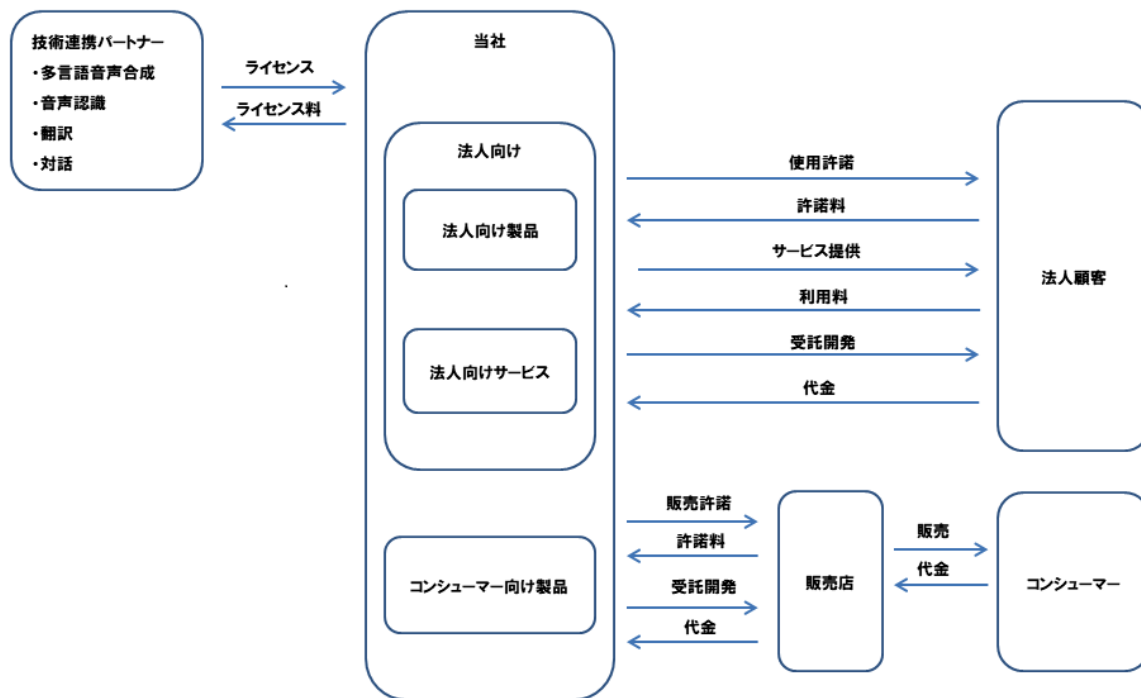 技術連携パートナー
・多言語音声合成
・音声認識
・翻訳
・対話
ライセンス
ライセンス料
当社
法人向け
法人向け製品
法人向けサービス
使用許諾
許諾料
サービス提供
利用料
受託開発
代金
法人顧客
コンシューマー向け製品
販売許諾
許諾料
受託開発
代金
販売店
販売
代金
コンシューマー